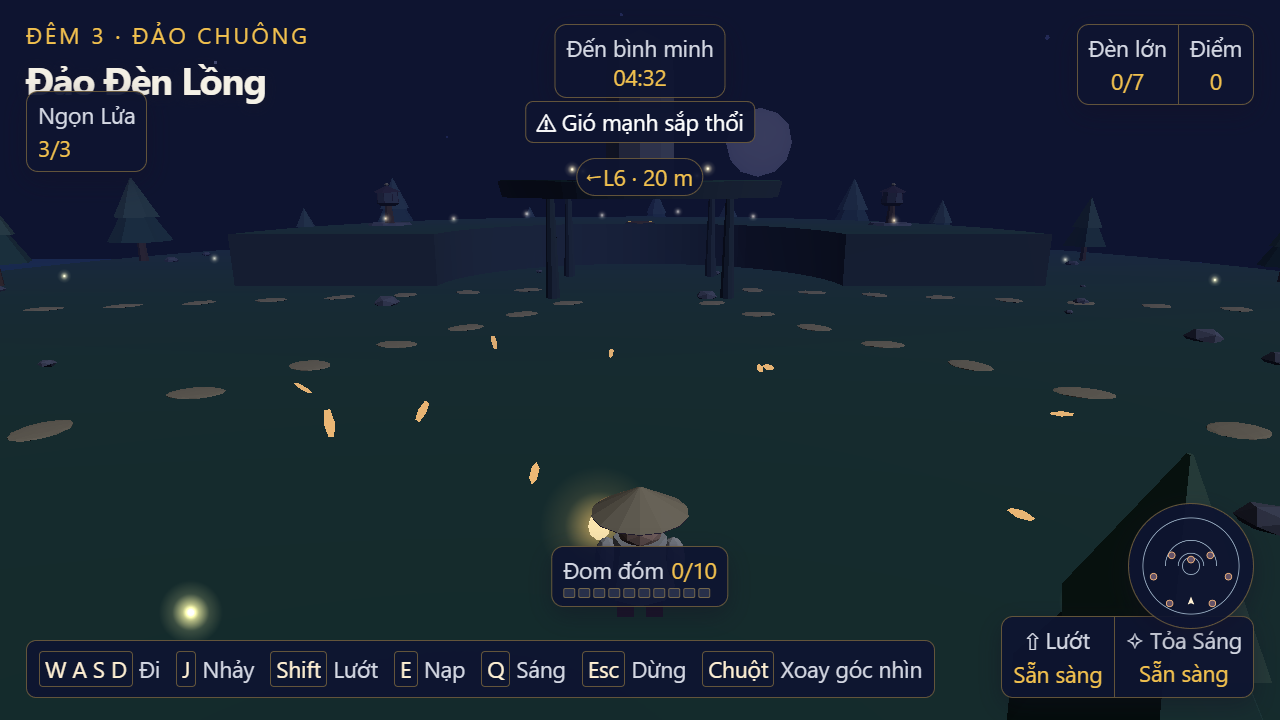 ĐÊM 3 · ĐẢO CHUÔNG
Đảo Đèn Lồng
Ngọn Lửa
3/3
Đến bình minh
04:32
⚠ Gió mạnh sắp thổi
←L6 · 20 m
Đèn lớn
0/7
Điểm
0
Đom đóm 0/10
W A S D Đi J Nhảy Shift Lướt E Nạp Q Sáng Esc Dừng Chuột Xoay góc nhìn
⇧ Lướt
Sẵn sàng
✧ Tỏa Sáng
Sẵn sàng